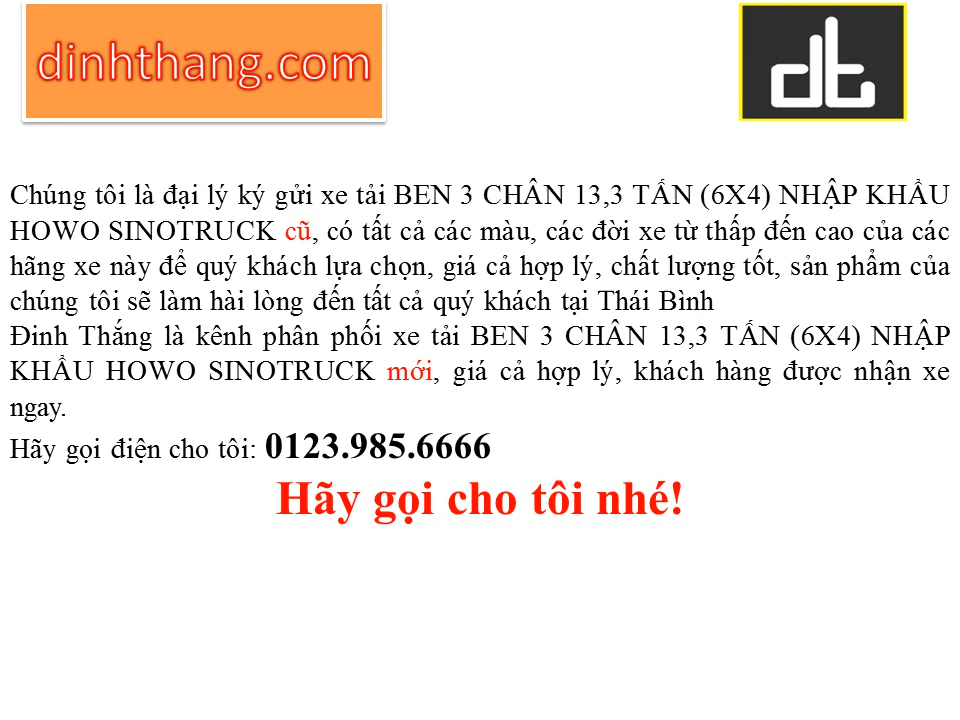 dinhthang.com
dt
Chúng tôi là đại lý ký gửi xe tải BEN 3 CHÂN 13,3 TẤN (6X4) NHẬP KHẨU
HOWO SINOTRUCK cũ, có tất cả các màu, các đời xe từ thấp đến cao của các
hãng xe này để quý khách lựa chọn, giá cả hợp lý, chất lượng tốt, sản phẩm của
chúng tôi sẽ làm hài lòng đến tất cả quý khách tại Thái Bình
Đinh Thắng là kênh phân phối xe tải BEN 3 CHÂN 13,3 TẤN (6X4) NHẬP
KHẨU HOWO SINOTRUCK mới, giá cả hợp lý, khách hàng được nhận xe
ngay.
Hãy gọi điện cho tôi: 0123.985.6666
Hãy gọi cho tôi nhé!